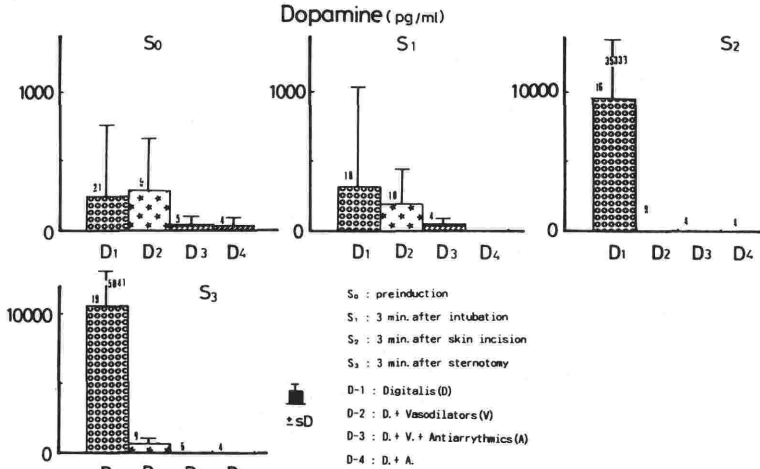 Dopamine (pg/ml)
S0
S1
S2
1000
0
21
5
4
D1 D2 D3 D4
1000
0
18
18
4
D1 D2 D3 D4
10000
0
16
35333
4
4
D1 D2 D3 D4
S3
10000
0
19
5841
9
5
4
±SD
S0 : preinduction
S1 : 3 min. after intubation
S2 : 3 min. after skin incision
S3 : 3 min. after sternotomy
D-1 : Digitalis(D)
D-2 : D. + Vasodilators(V)
D-3 : D. + V. + Antiarrythmics(A)
D-4 : D. + A.